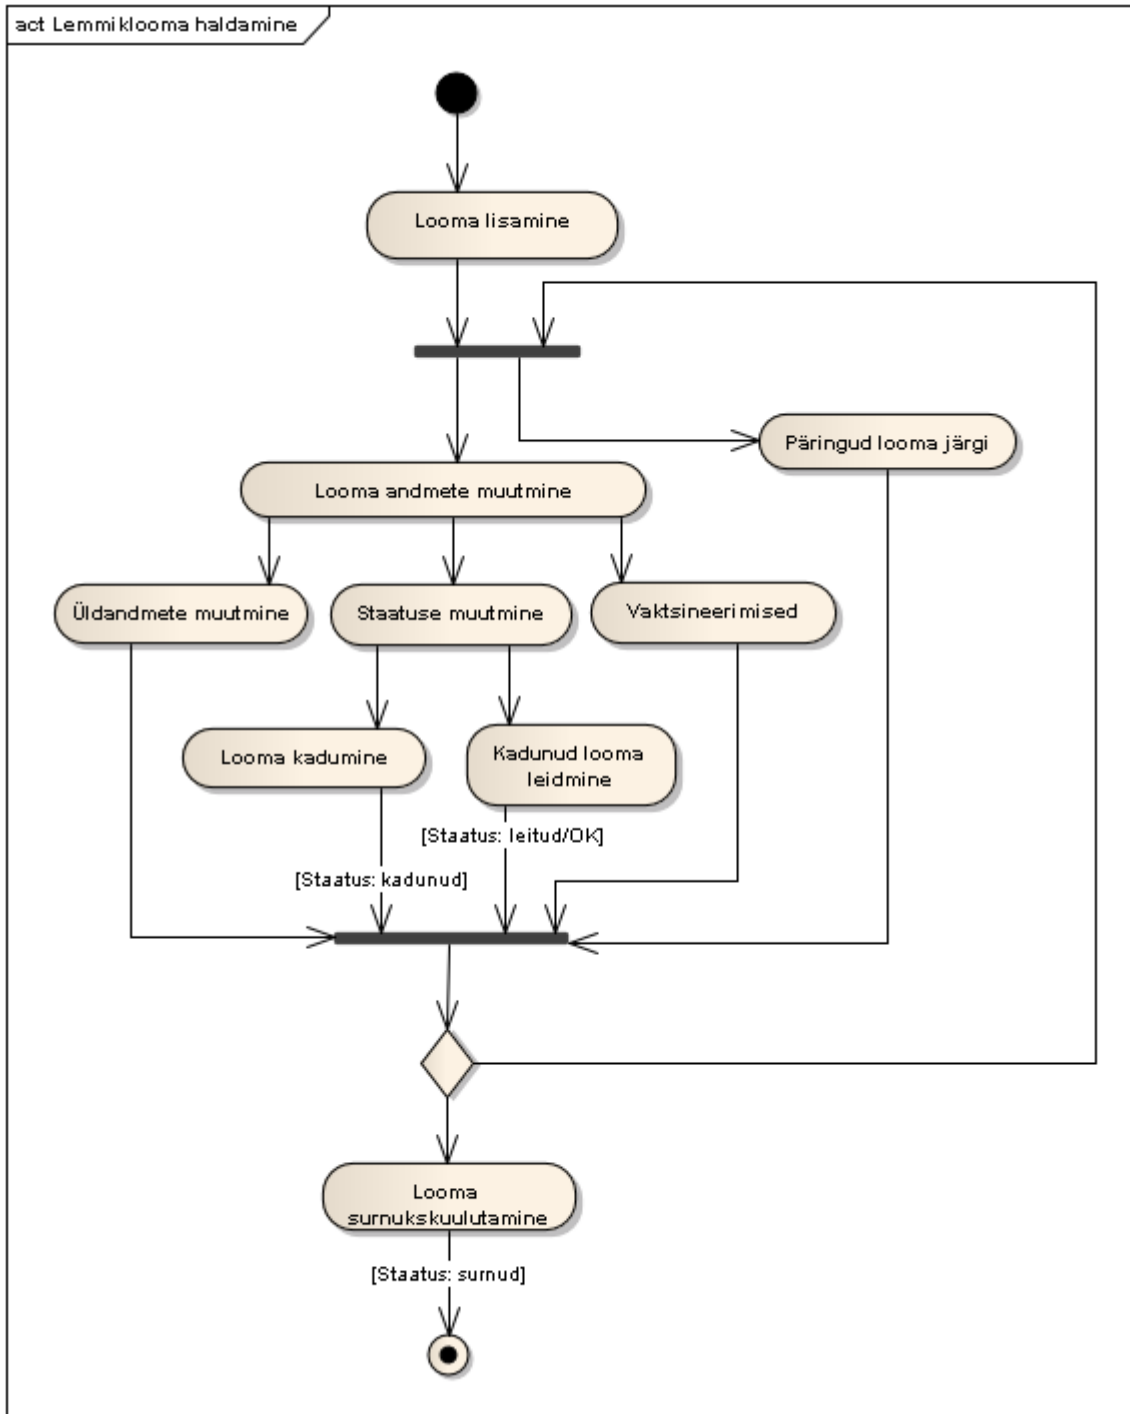 act Lemmiklooma haldamine
Looma lisamine
Päringud looma järgi
Looma andmete muutmine
Üldandmete muutmine
Staatuse muutmine
Vaktsineerimised
Looma kadumine
Kadunud looma
leidmine
[Staatus: leitud/OK]
[Staatus: kadunud]
Looma
surnukskuulutamine
[Staatus: surnud]